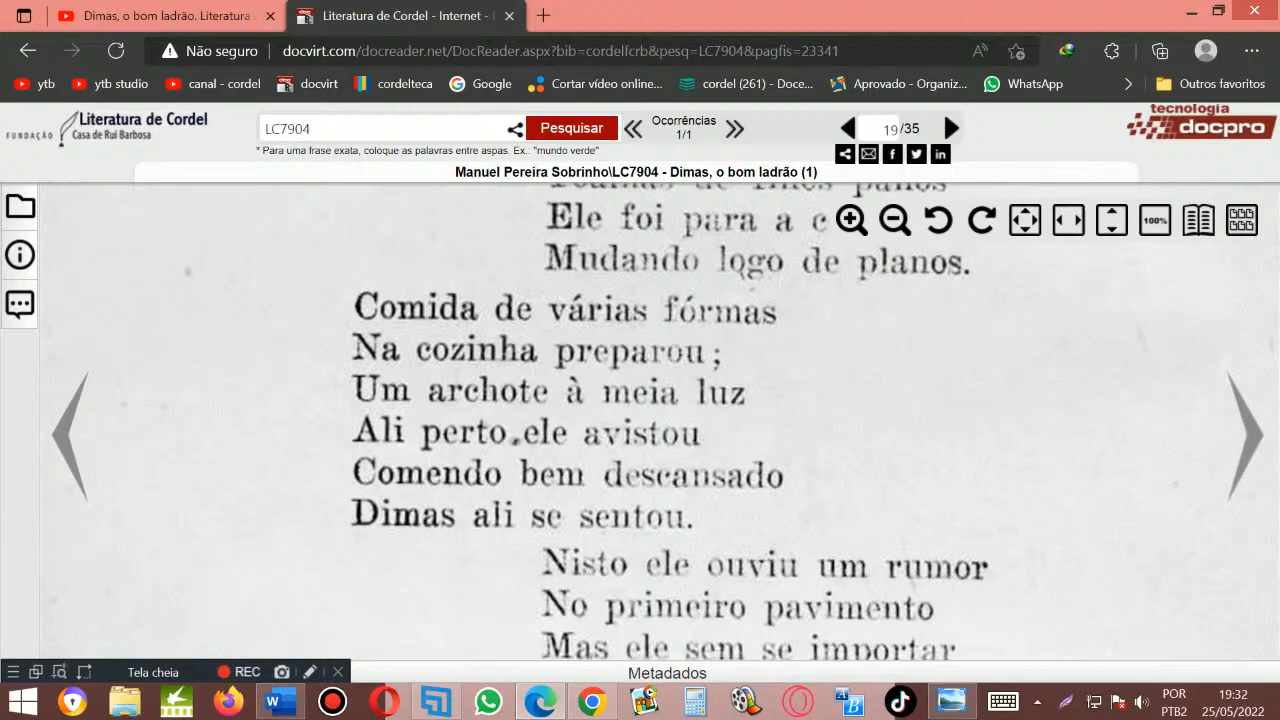 Dimas, o bom ladrão. Literatura
Literatura de Cordel - Internet -
Não seguro
docvirt.com/docreader.net/DocReader.aspx?bib=cordelfcrb&pesq=LC7904&pagfis=23341
ytb
ytb studio
canal - cordel
docvirt
cordelteca
Google
Cortar vídeo online...
cordel (261) - Doce...
Aprovado - Organiz...
WhatsApp
Outros favoritos
FUNDAÇÃO
Literatura de Cordel
Casa de Rui Barbosa
LC7904
Pesquisar
Ocorrências
1/1
19/35
tecnologia
docpro
* Para uma frase exata, coloque as palavras entre aspas. Ex.. "mundo verde"
Manuel Pereira Sobrinho\LC7904 - Dimas, o bom ladrão (1)
de finos panos
Ele foi para a c
100%
Mudando logo de planos.
Comida de várias fórmas
Na cozinha preparou;
Um archote à meia luz
Ali perto ele avistou
Comendo bem descansado
Dimas ali se sentou.
Nisto ele ouviu um rumor
No primeiro pavimento
Mas ele sem se importar
Tela cheia
REC
Metadados
POR
PTB2
19:32
25/05/2022